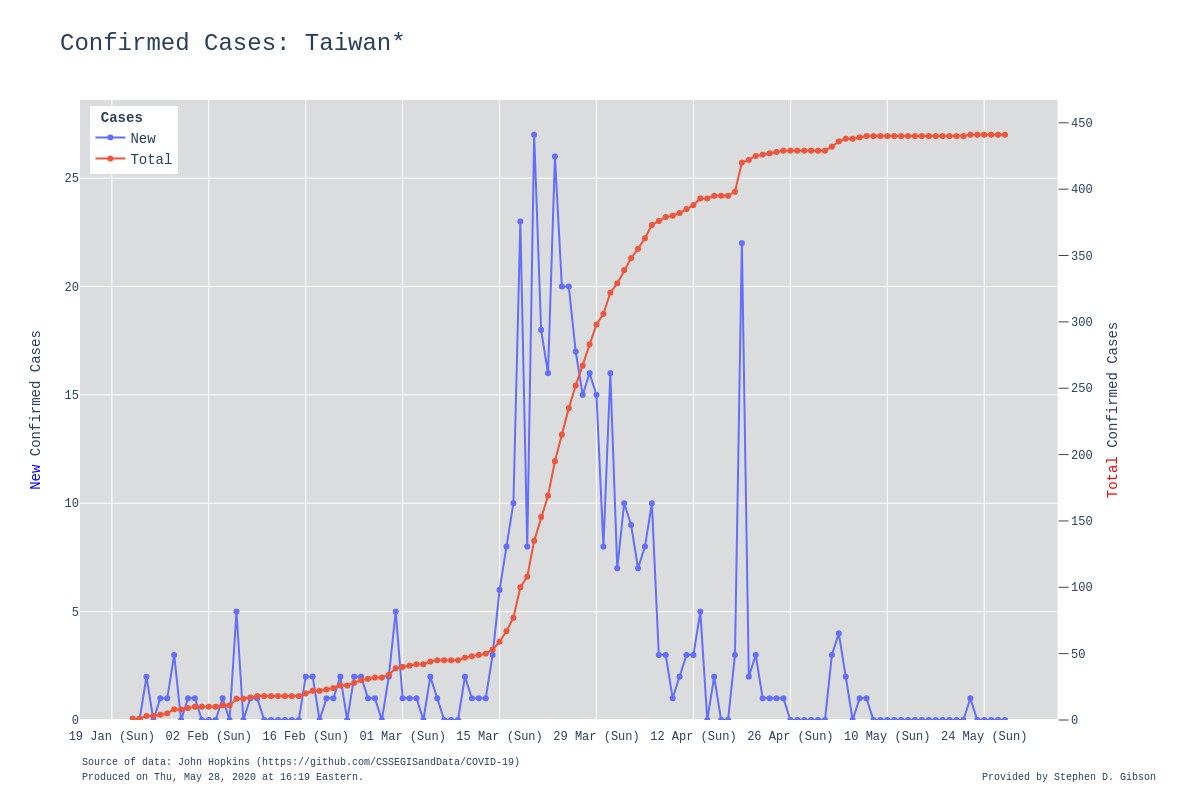 Confirmed Cases: Taiwan*
Cases
New
Total
25
20
15
10
5
0
450
400
350
300
250
200
150
100
50
0
New Confirmed Cases
Total Confirmed Cases
19 Jan (Sun) 02 Feb (Sun) 16 Feb (Sun) 01 Mar (Sun) 15 Mar (Sun) 29 Mar (Sun) 12 Apr (Sun) 26 Apr (Sun) 10 May (Sun) 24 May (Sun)
Source of data: John Hopkins (https://github.com/CSSEGISandData/COVID-19)
Produced on Thu, May 28, 2020 at 16:19 Eastern.
Provided by Stephen D. Gibson